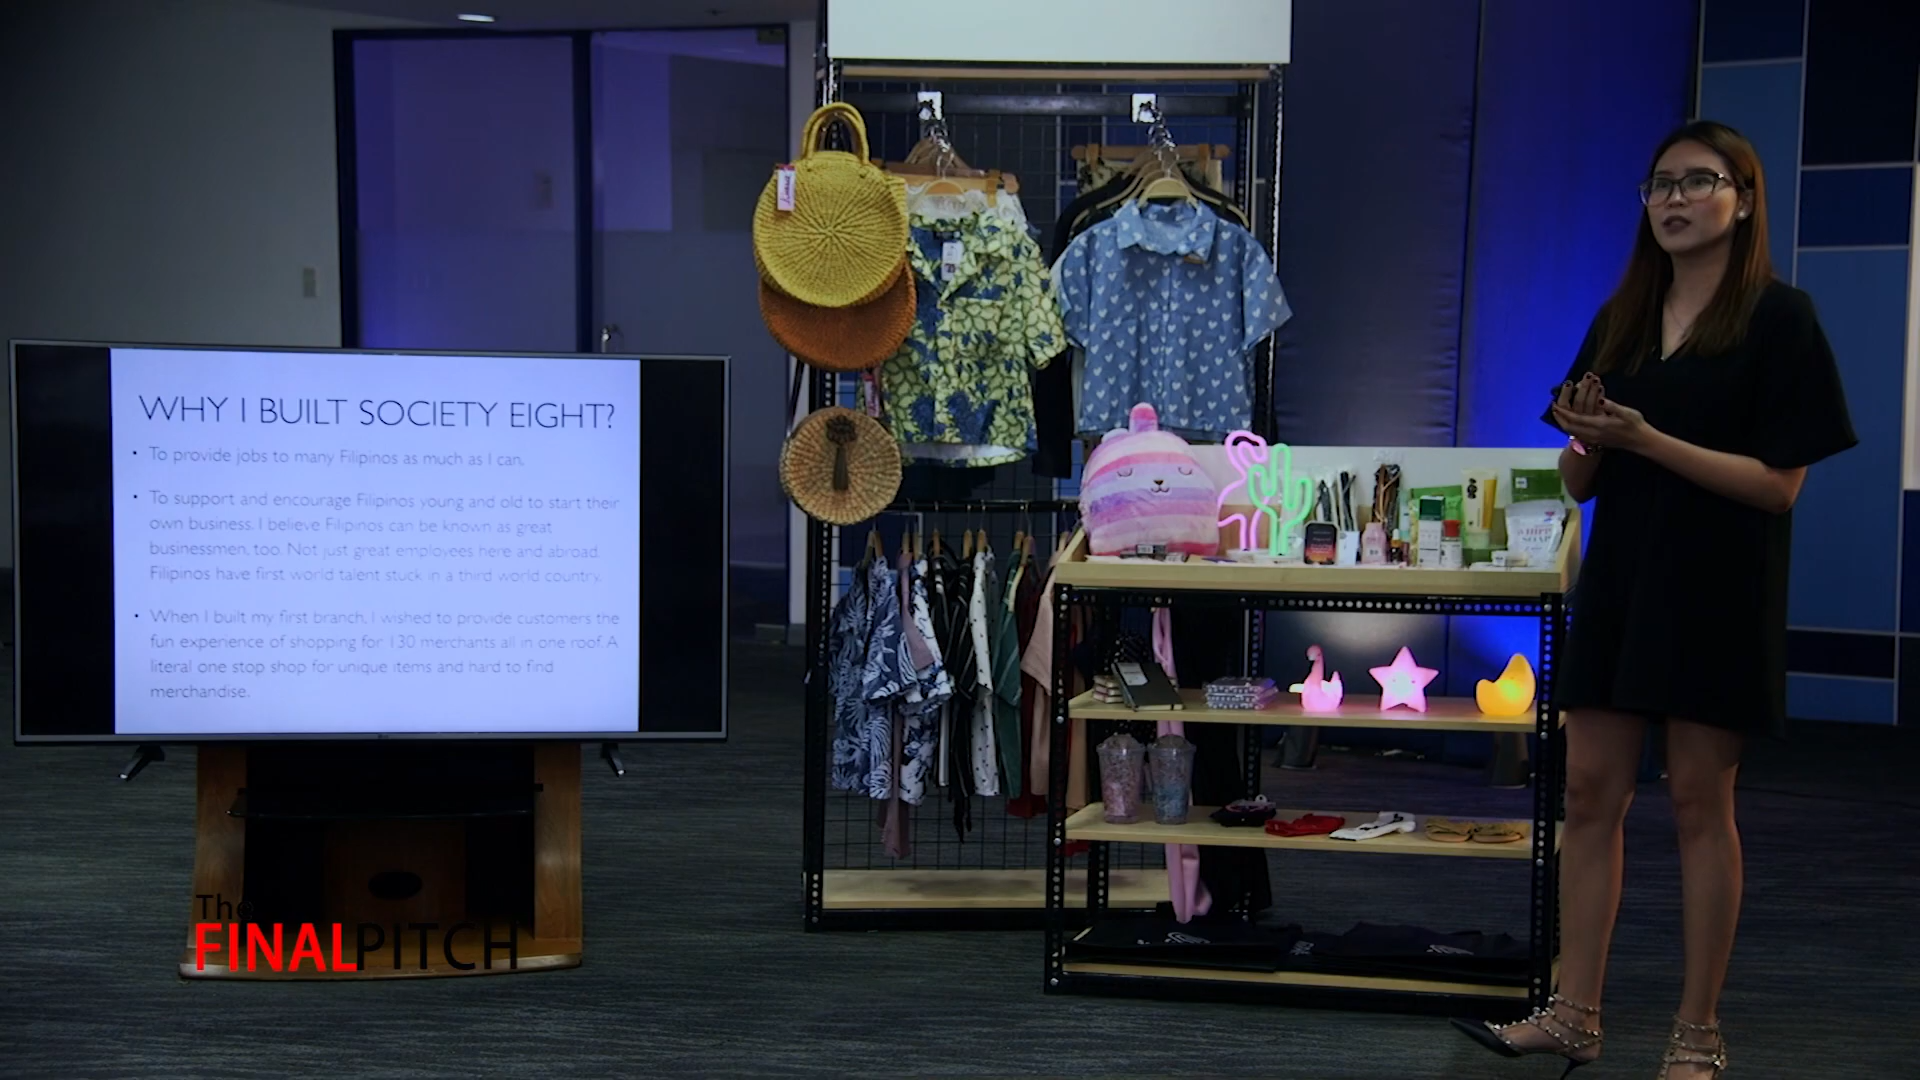 WHY I BUILT SOCIETY EIGHT?
• To provide jobs to many Filipinos as much as I can.
• To support and encourage Filipinos young and old to start their
own business. I believe Filipinos can be known as great
businessmen, too. Not just great employees here and abroad.
Filipinos have first world talent stuck in a third world country.
• When I built my first branch, I wished to provide customers the
fun experience of shopping for 130 merchants all in one roof. A
literal one stop shop for unique items and hard to find
merchandise.
The
FINALPITCH